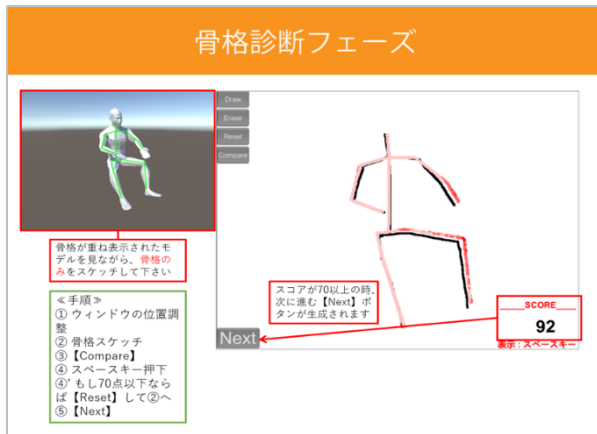 骨格診断フェーズ
Draw
Erase
Reset
Compare
骨格が重ね表示されたモ
デルを見ながら、骨格の
みをスケッチして下さい
≪手順≫
① ウィンドウの位置調
整
② 骨格スケッチ
③【Compare】
④ スペースキー押下
④' もし70点以下なら
ば【Reset】して②へ
⑤【Next】
スコアが70以上の時、
次に進む【Next】ボ
タンが生成されます
Next
SCORE
92
表示：スペースキー